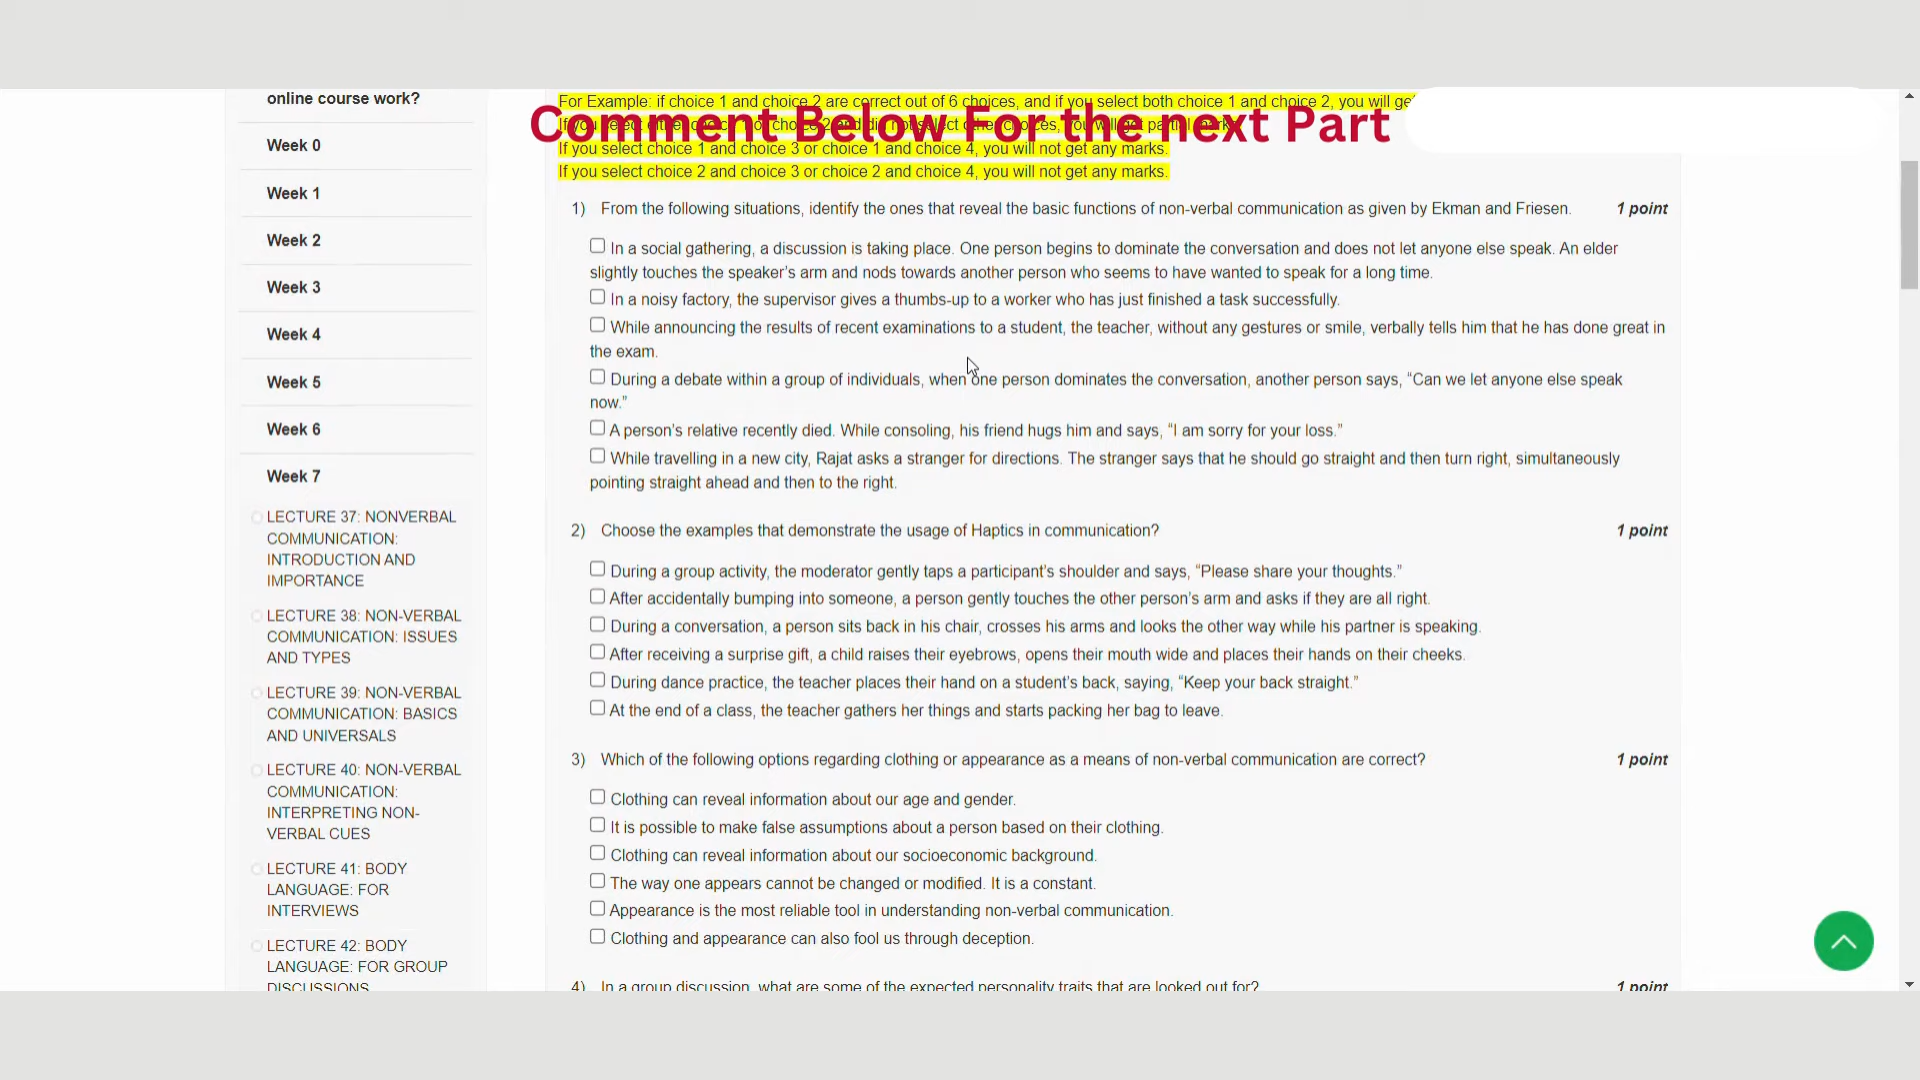 online course work?
Week 0
Week 1
Week 2
Week 3
Week 4
Week 5
Week 6
Week 7
LECTURE 37: NONVERBAL
COMMUNICATION:
INTRODUCTION AND
IMPORTANCE
LECTURE 38: NON-VERBAL
COMMUNICATION: ISSUES
AND TYPES
LECTURE 39: NON-VERBAL
COMMUNICATION: BASICS
AND UNIVERSALS
LECTURE 40: NON-VERBAL
COMMUNICATION:
INTERPRETING NON-
VERBAL CUES
LECTURE 41: BODY
LANGUAGE: FOR
INTERVIEWS
LECTURE 42: BODY
LANGUAGE: FOR GROUP
DISCUSSIONS
For Example: if choice 1 and choice 2 are correct out of 6 choices, and if you select both choice 1 and choice 2, you will get
Comment Below For the next Part
If you select choice 1 and choice 3 or choice 1 and choice 4, you will not get any marks.
If you select choice 2 and choice 3 or choice 2 and choice 4, you will not get any marks.
1) From the following situations, identify the ones that reveal the basic functions of non-verbal communication as given by Ekman and Friesen. 1 point
In a social gathering, a discussion is taking place. One person begins to dominate the conversation and does not let anyone else speak. An elder
slightly touches the speaker’s arm and nods towards another person who seems to have wanted to speak for a long time.
In a noisy factory, the supervisor gives a thumbs-up to a worker who has just finished a task successfully.
While announcing the results of recent examinations to a student, the teacher, without any gestures or smile, verbally tells him that he has done great in
the exam.
During a debate within a group of individuals, when one person dominates the conversation, another person says, “Can we let anyone else speak
now.”
A person’s relative recently died. While consoling, his friend hugs him and says, “I am sorry for your loss.”
While travelling in a new city, Rajat asks a stranger for directions. The stranger says that he should go straight and then turn right, simultaneously
pointing straight ahead and then to the right.
2) Choose the examples that demonstrate the usage of Haptics in communication? 1 point
During a group activity, the moderator gently taps a participant’s shoulder and says, “Please share your thoughts.”
After accidentally bumping into someone, a person gently touches the other person’s arm and asks if they are all right.
During a conversation, a person sits back in his chair, crosses his arms and looks the other way while his partner is speaking.
After receiving a surprise gift, a child raises their eyebrows, opens their mouth wide and places their hands on their cheeks.
During dance practice, the teacher places their hand on a student’s back, saying, “Keep your back straight.”
At the end of a class, the teacher gathers her things and starts packing her bag to leave.
3) Which of the following options regarding clothing or appearance as a means of non-verbal communication are correct? 1 point
Clothing can reveal information about our age and gender.
It is possible to make false assumptions about a person based on their clothing.
Clothing can reveal information about our socioeconomic background.
The way one appears cannot be changed or modified. It is a constant.
Appearance is the most reliable tool in understanding non-verbal communication.
Clothing and appearance can also fool us through deception.
4) In a group discussion, what are some of the expected personality traits that are looked out for? 1 point